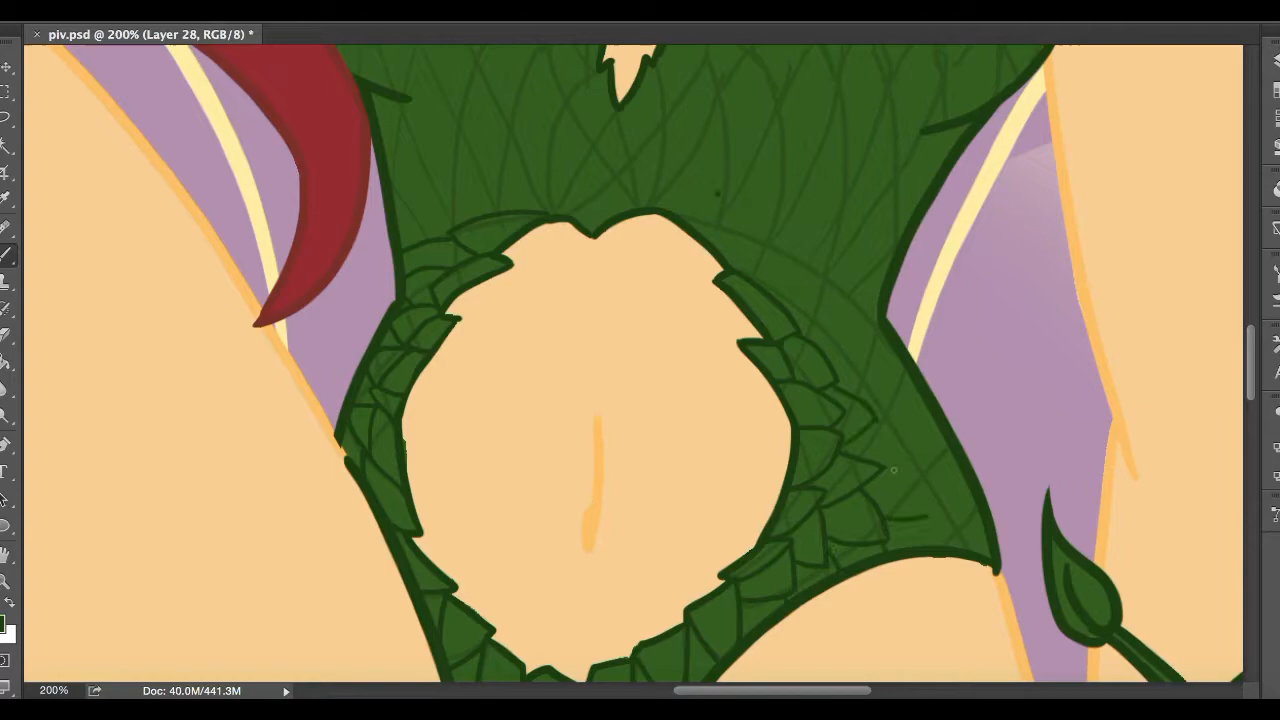 × piv.psd @ 200% (Layer 28, RGB/8) *
T
200% Doc: 40.0M/441.3M